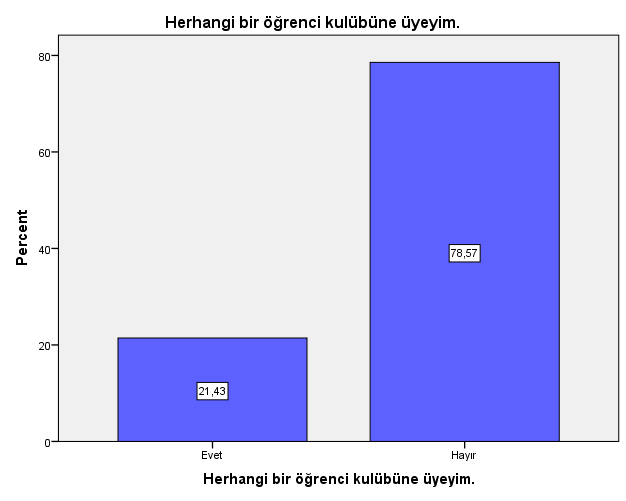 Herhangi bir öğrenci kulübüne üyeyim.
80
60
40
20
0
Percent
21,43
78,57
Evet
Hayır
Herhangi bir öğrenci kulübüne üyeyim.